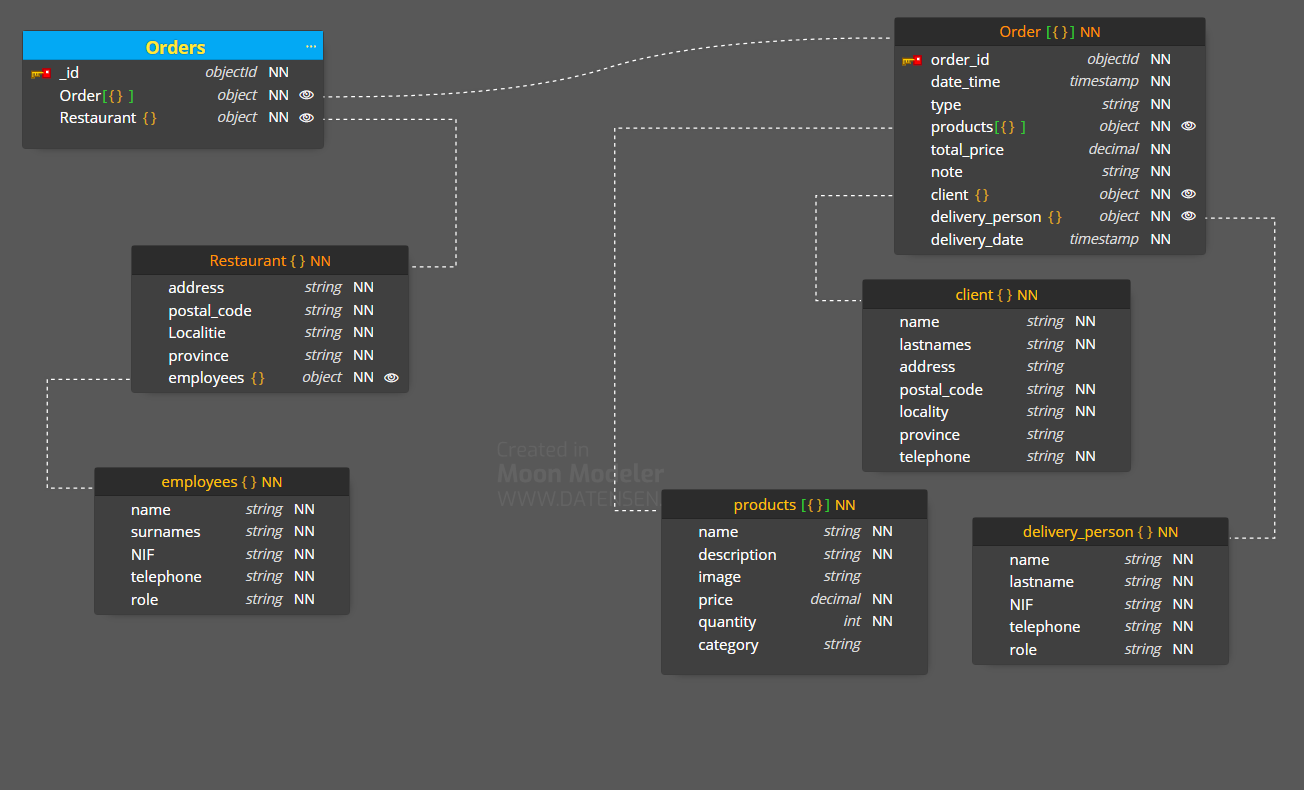 Orders ...
_id objectId NN
Order[{} ] object NN
Restaurant {} object NN
Order [{}] NN
order_id objectId NN
date_time timestamp NN
type string NN
products[{} ] object NN
total_price decimal NN
note string NN
client {} object NN
delivery_person {} object NN
delivery_date timestamp NN
Restaurant {} NN
address string NN
postal_code string NN
Localitie string NN
province string NN
employees {} object NN
client {} NN
name string NN
lastnames string NN
address string
postal_code string NN
locality string NN
province string
telephone string NN
employees {} NN
name string NN
surnames string NN
NIF string NN
telephone string NN
role string NN
Created in
Moon Modeler
WWW.DATENSEN
products [{}] NN
name string NN
description string NN
image string
price decimal NN
quantity int NN
category string
delivery_person {} NN
name string NN
lastname string NN
NIF string NN
telephone string NN
role string NN